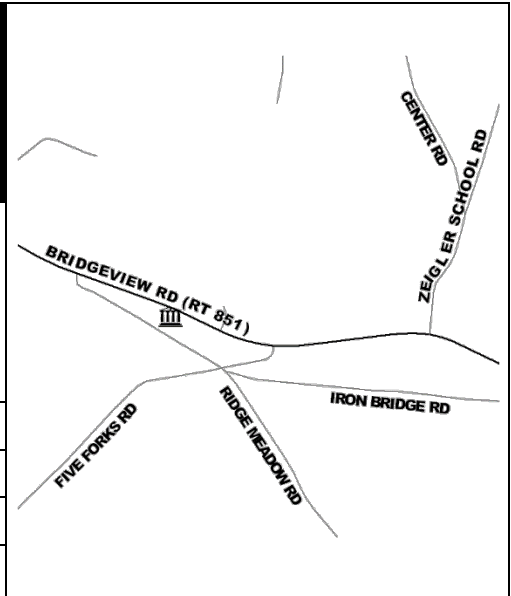 CENTER RD
ZEIGLER SCHOOL RD
BRIDGEVIEW RD (RT 851)
IRON BRIDGE RD
RIDGE MEADOW RD
FIVE FORKS RD